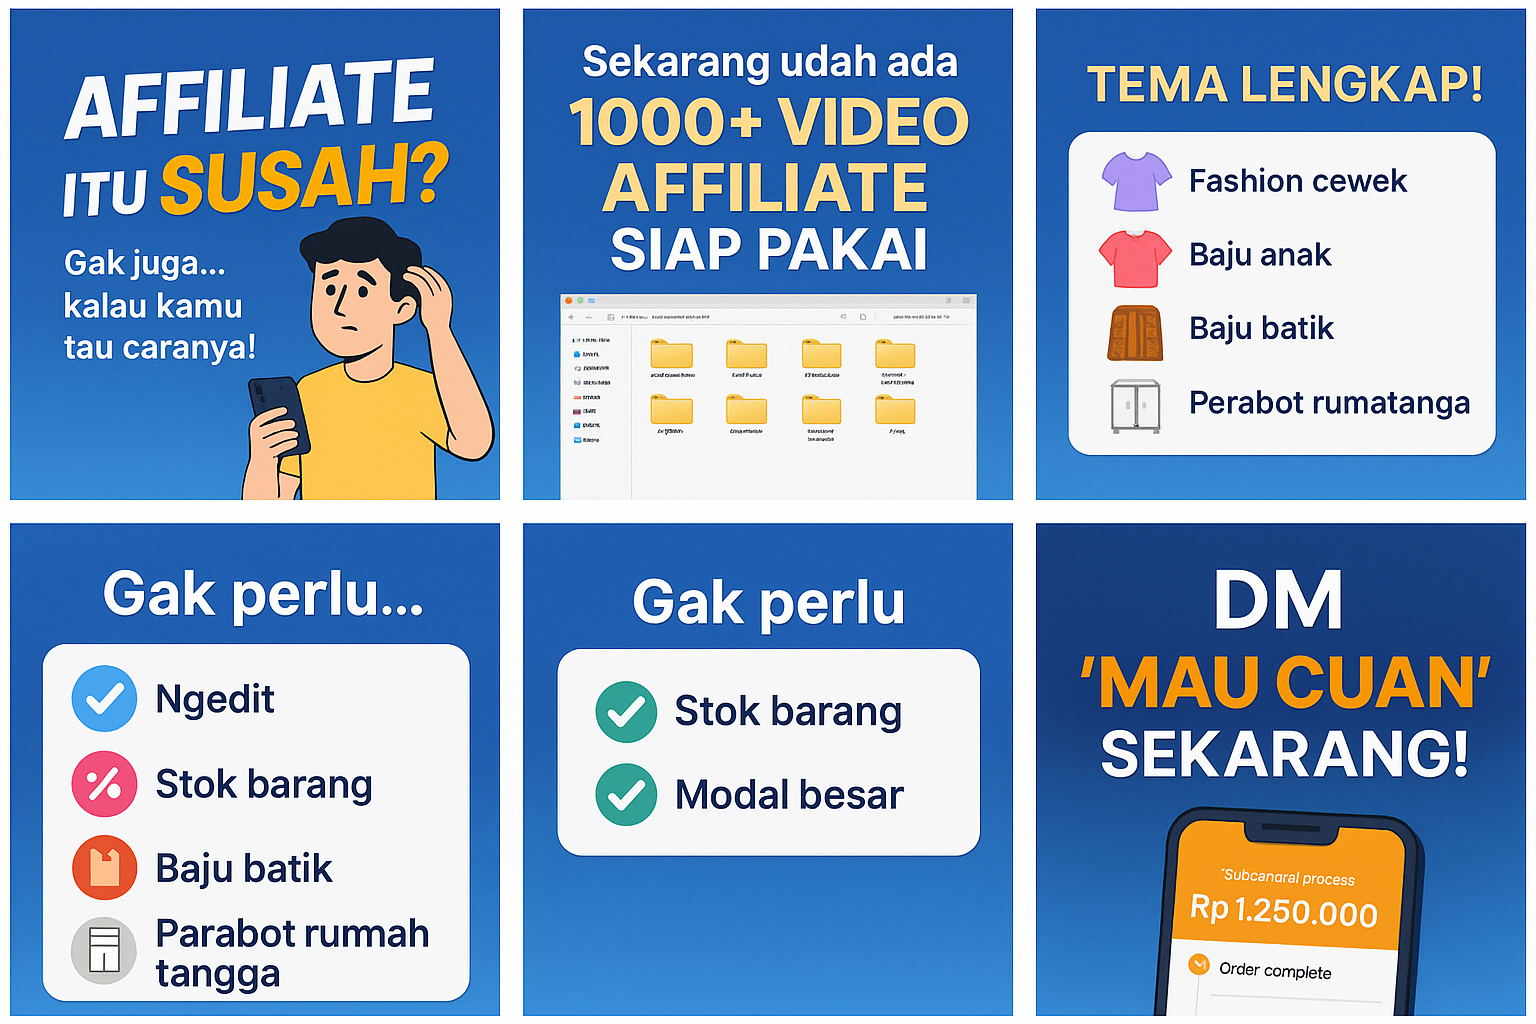 AFFILIATE
ITU SUSAH?
Gak juga...
kalau kamu
tau caranya!
Sekarang udah ada
1000+ VIDEO
AFFILIATE
SIAP PAKAI
TEMA LENGKAP!
Fashion cewek
Baju anak
Baju batik
Perabot rumatanga
Gak perlu...
Ngedit
Stok barang
Baju batik
Parabot rumah
tangga
Gak perlu
Stok barang
Modal besar
DM
'MAU CUAN'
SEKARANG!
"Subcanaral process
Rp 1.250.000
Order complete